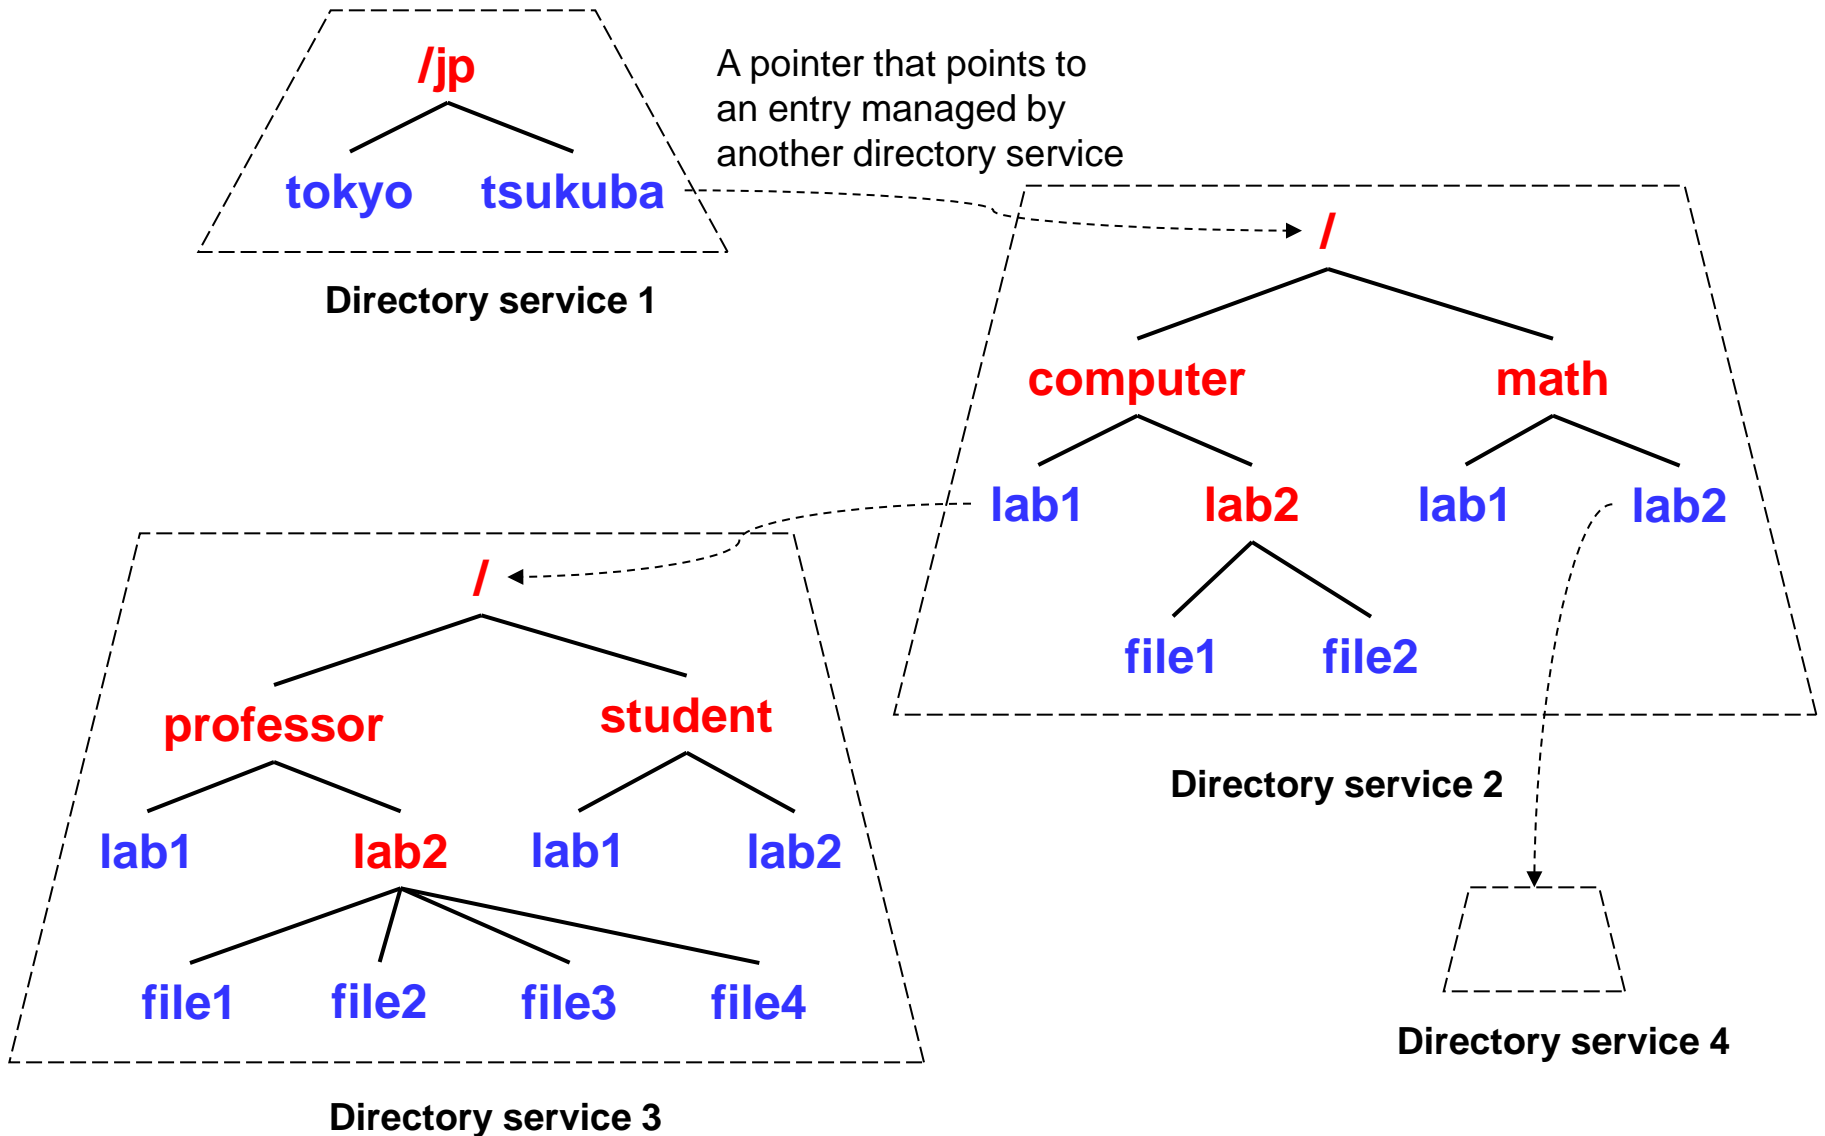 /jp
tokyo
tsukuba
Directory service 1
A pointer that points to
an entry managed by
another directory service
/
computer
math
lab1
lab2
lab1
lab2
file1
file2
Directory service 2
/
professor
student
lab1
lab2
lab1
lab2
file1
file2
file3
file4
Directory service 3
Directory service 4